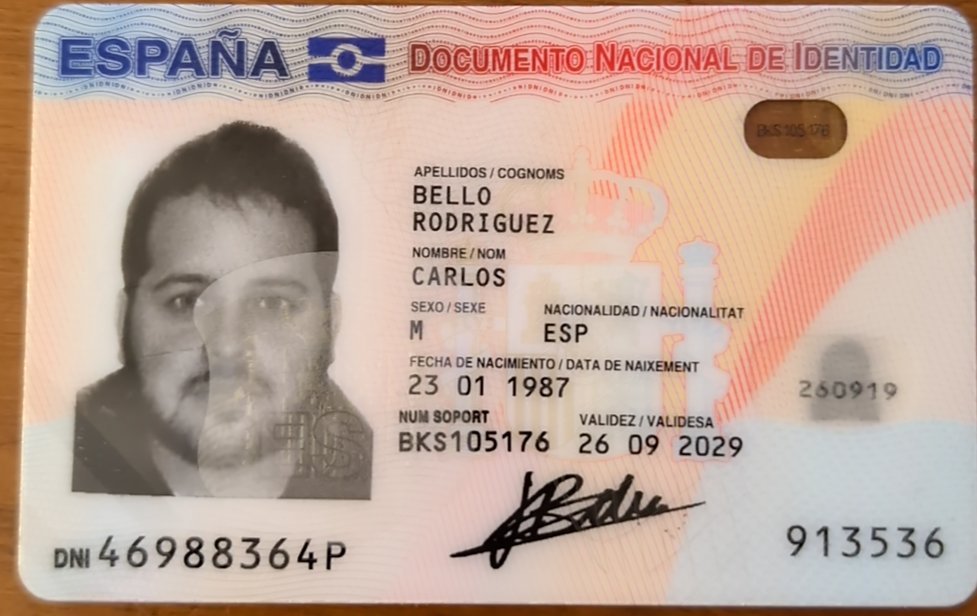 ESPAÑA DOCUMENTO NACIONAL DE IDENTIDAD
BKS105176
APELLIDOS / COGNOMS
BELLO
RODRIGUEZ
NOMBRE / NOM
CARLOS
SEXO / SEXE NACIONALIDAD / NACIONALITAT
M ESP
FECHA DE NACIMIENTO / DATA DE NAIXEMENT
23 01 1987
260919
NUM SOPORT VALIDEZ / VALIDESA
BKS105176 26 09 2029
DNI 46988364P
913536